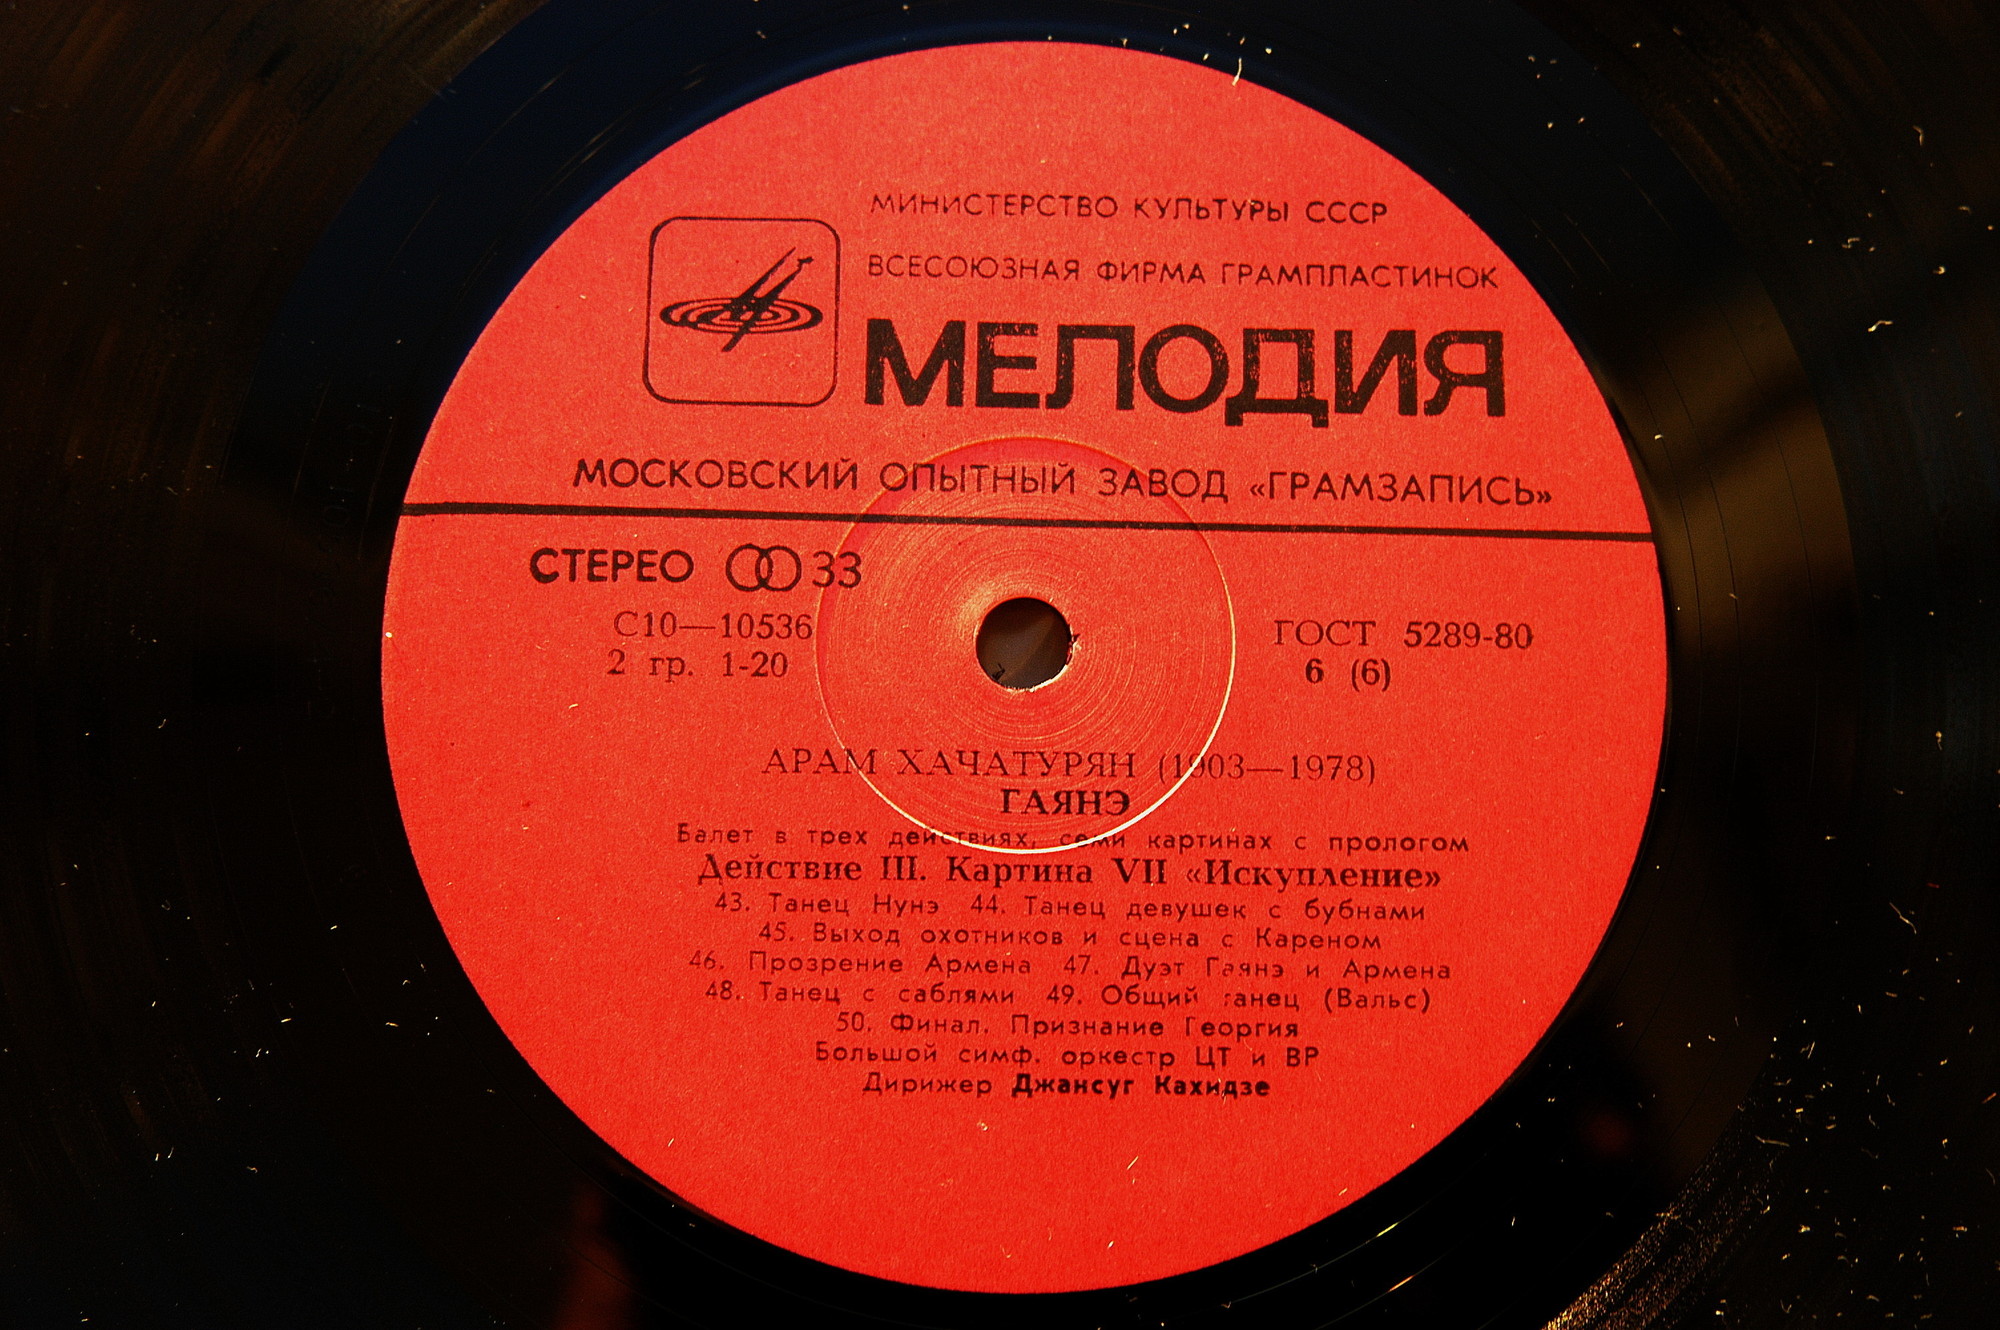 МИНИСТЕРСТВО КУЛЬТУРЫ СССР
ВСЕСОЮЗНАЯ ФИРМА ГРАМПЛАСТИНОК
МЕЛОДИЯ
МОСКОВСКИЙ ОПЫТНЫЙ ЗАВОД «ГРАМЗАПИСЬ»
СТЕРЕО 33
С10—10536
2 гр. 1-20
ГОСТ 5289-80
6 (6)
АРАМ ХАЧАТУРЯН (1903—1978)
ГАЯНЭ
Балет в трех действиях, семи картинах с прологом
Действие III. Картина VII «Искупление»
43. Танец Нунэ 44. Танец девушек с бубнами
45. Выход охотников и сцена с Кареном
46. Прозрение Армена 47. Дуэт Гаянэ и Армена
48. Танец с саблями 49. Общий танец (Вальс)
50. Финал. Признание Георгия
Большой симф. оркестр ЦТ и ВР
Дирижер Джансуг Кахидзе